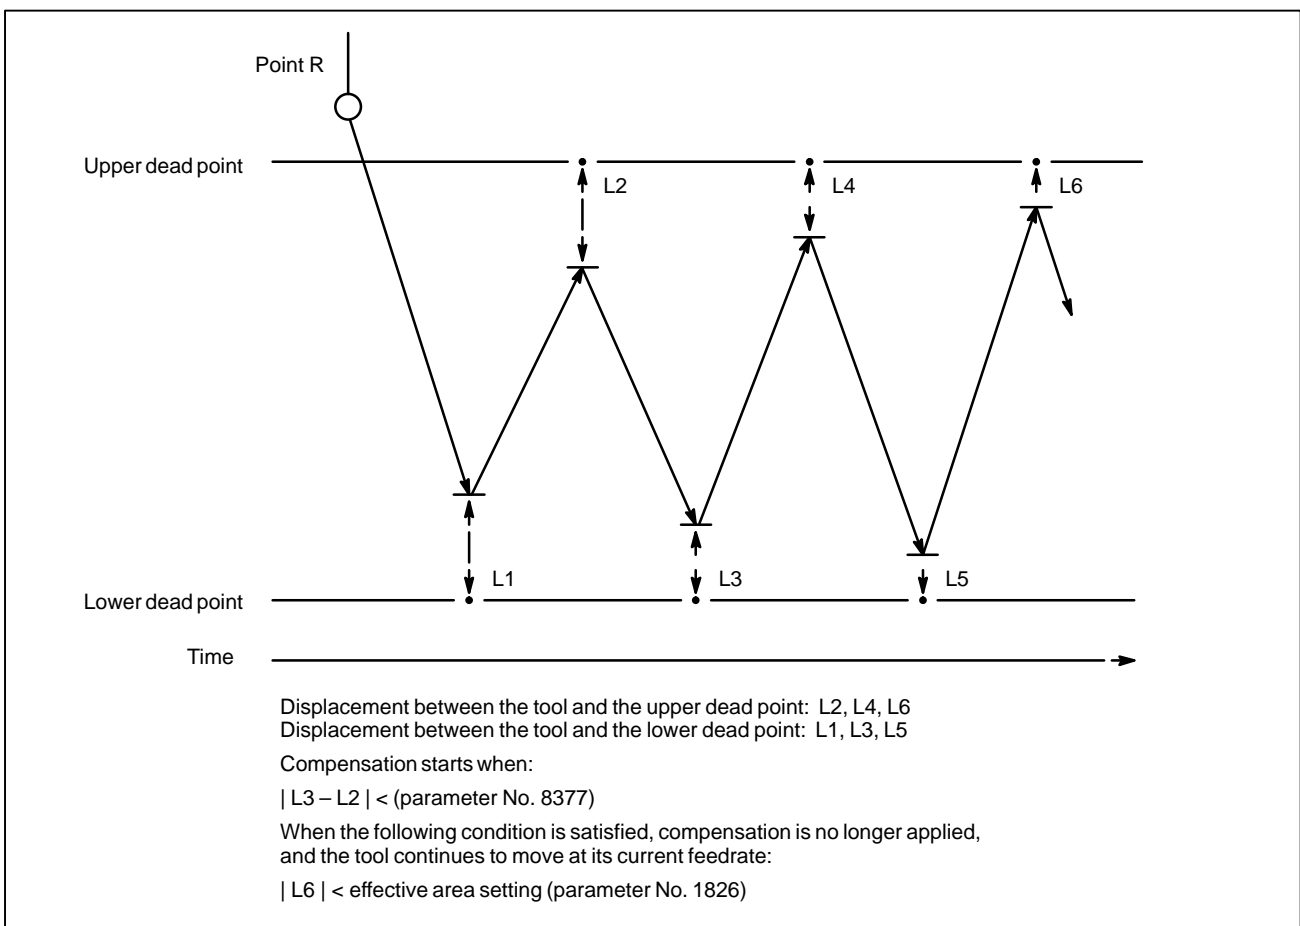 Point R
Upper dead point
L2
L4
L6
L1
L3
L5
Lower dead point
Time
Displacement between the tool and the upper dead point: L2, L4, L6
Displacement between the tool and the lower dead point: L1, L3, L5
Compensation starts when:
| L3 – L2 | < (parameter No. 8377)
When the following condition is satisfied, compensation is no longer applied,
and the tool continues to move at its current feedrate:
| L6 | < effective area setting (parameter No. 1826)